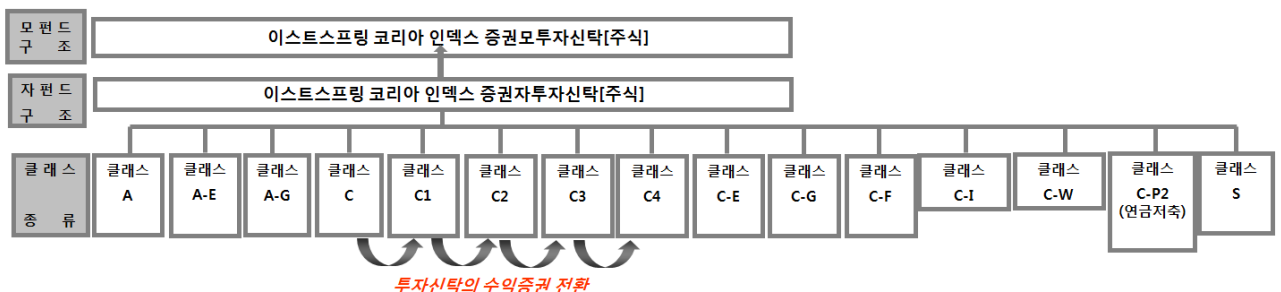 모 펀 드
구 조
이스트스프링 코리아 인덱스 증권모투자신탁[주식]
자 펀 드
구 조
이스트스프링 코리아 인덱스 증권자투자신탁[주식]
클 래 스
종 류
클래스
A
클래스
A-E
클래스
A-G
클래스
C
클래스
C1
클래스
C2
클래스
C3
클래스
C4
클래스
C-E
클래스
C-G
클래스
C-F
클래스
C-I
클래스
C-W
클래스
C-P2
(연금저축)
클래스
S
투자신탁의 수익증권 전환